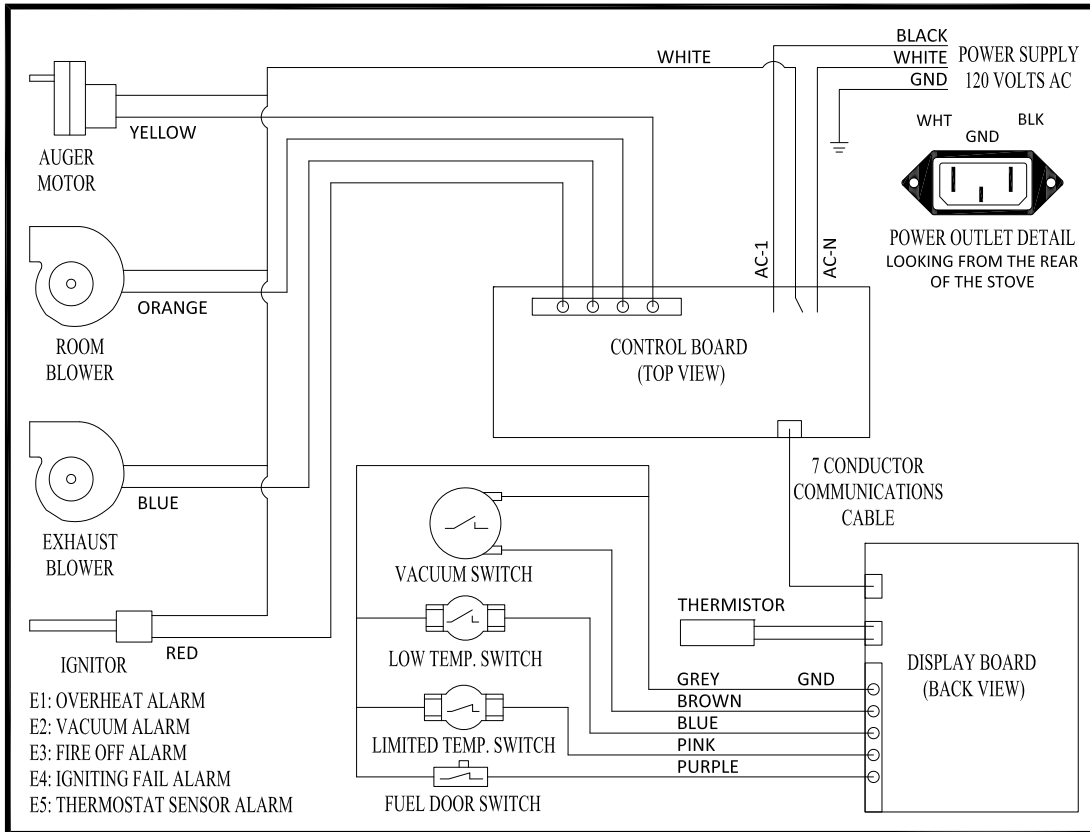 BLACK
WHITE
WHITE
GND
POWER SUPPLY
120 VOLTS AC
WHT
GND
BLK
POWER OUTLET DETAIL
LOOKING FROM THE REAR
OF THE STOVE
YELLOW
AUGER
MOTOR
AC-1
AC-N
ORANGE
ROOM
BLOWER
CONTROL BOARD
(TOP VIEW)
BLUE
EXHAUST
BLOWER
7 CONDUCTOR
COMMUNICATIONS
CABLE
VACUUM SWITCH
THERMISTOR
RED
IGNITOR
LOW TEMP. SWITCH
DISPLAY BOARD
(BACK VIEW)
GREY
GND
BROWN
BLUE
PINK
PURPLE
LIMITED TEMP. SWITCH
FUEL DOOR SWITCH
E1: OVERHEAT ALARM
E2: VACUUM ALARM
E3: FIRE OFF ALARM
E4: IGNITING FAIL ALARM
E5: THERMOSTAT SENSOR ALARM